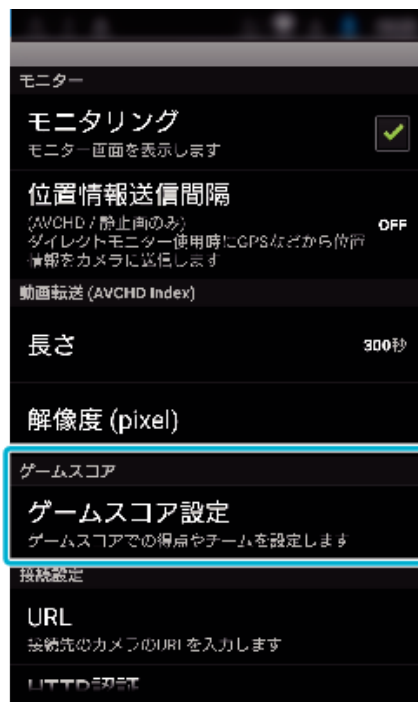 モニター
モニタリング
モニター画面を表示します
位置情報送信間隔
(AVCHD / 静止画のみ)
OFF
ダイレクトモニター使用時にGPSなどから位置
情報をカメラに送信します
動画転送 (AVCHD Index)
長さ
300秒
解像度 (pixel)
ゲームスコア
ゲームスコア設定
ゲームスコアでの得点やチームを設定します
接続設定
URL
接続先のカメラのURLを入力します
HTTP認証